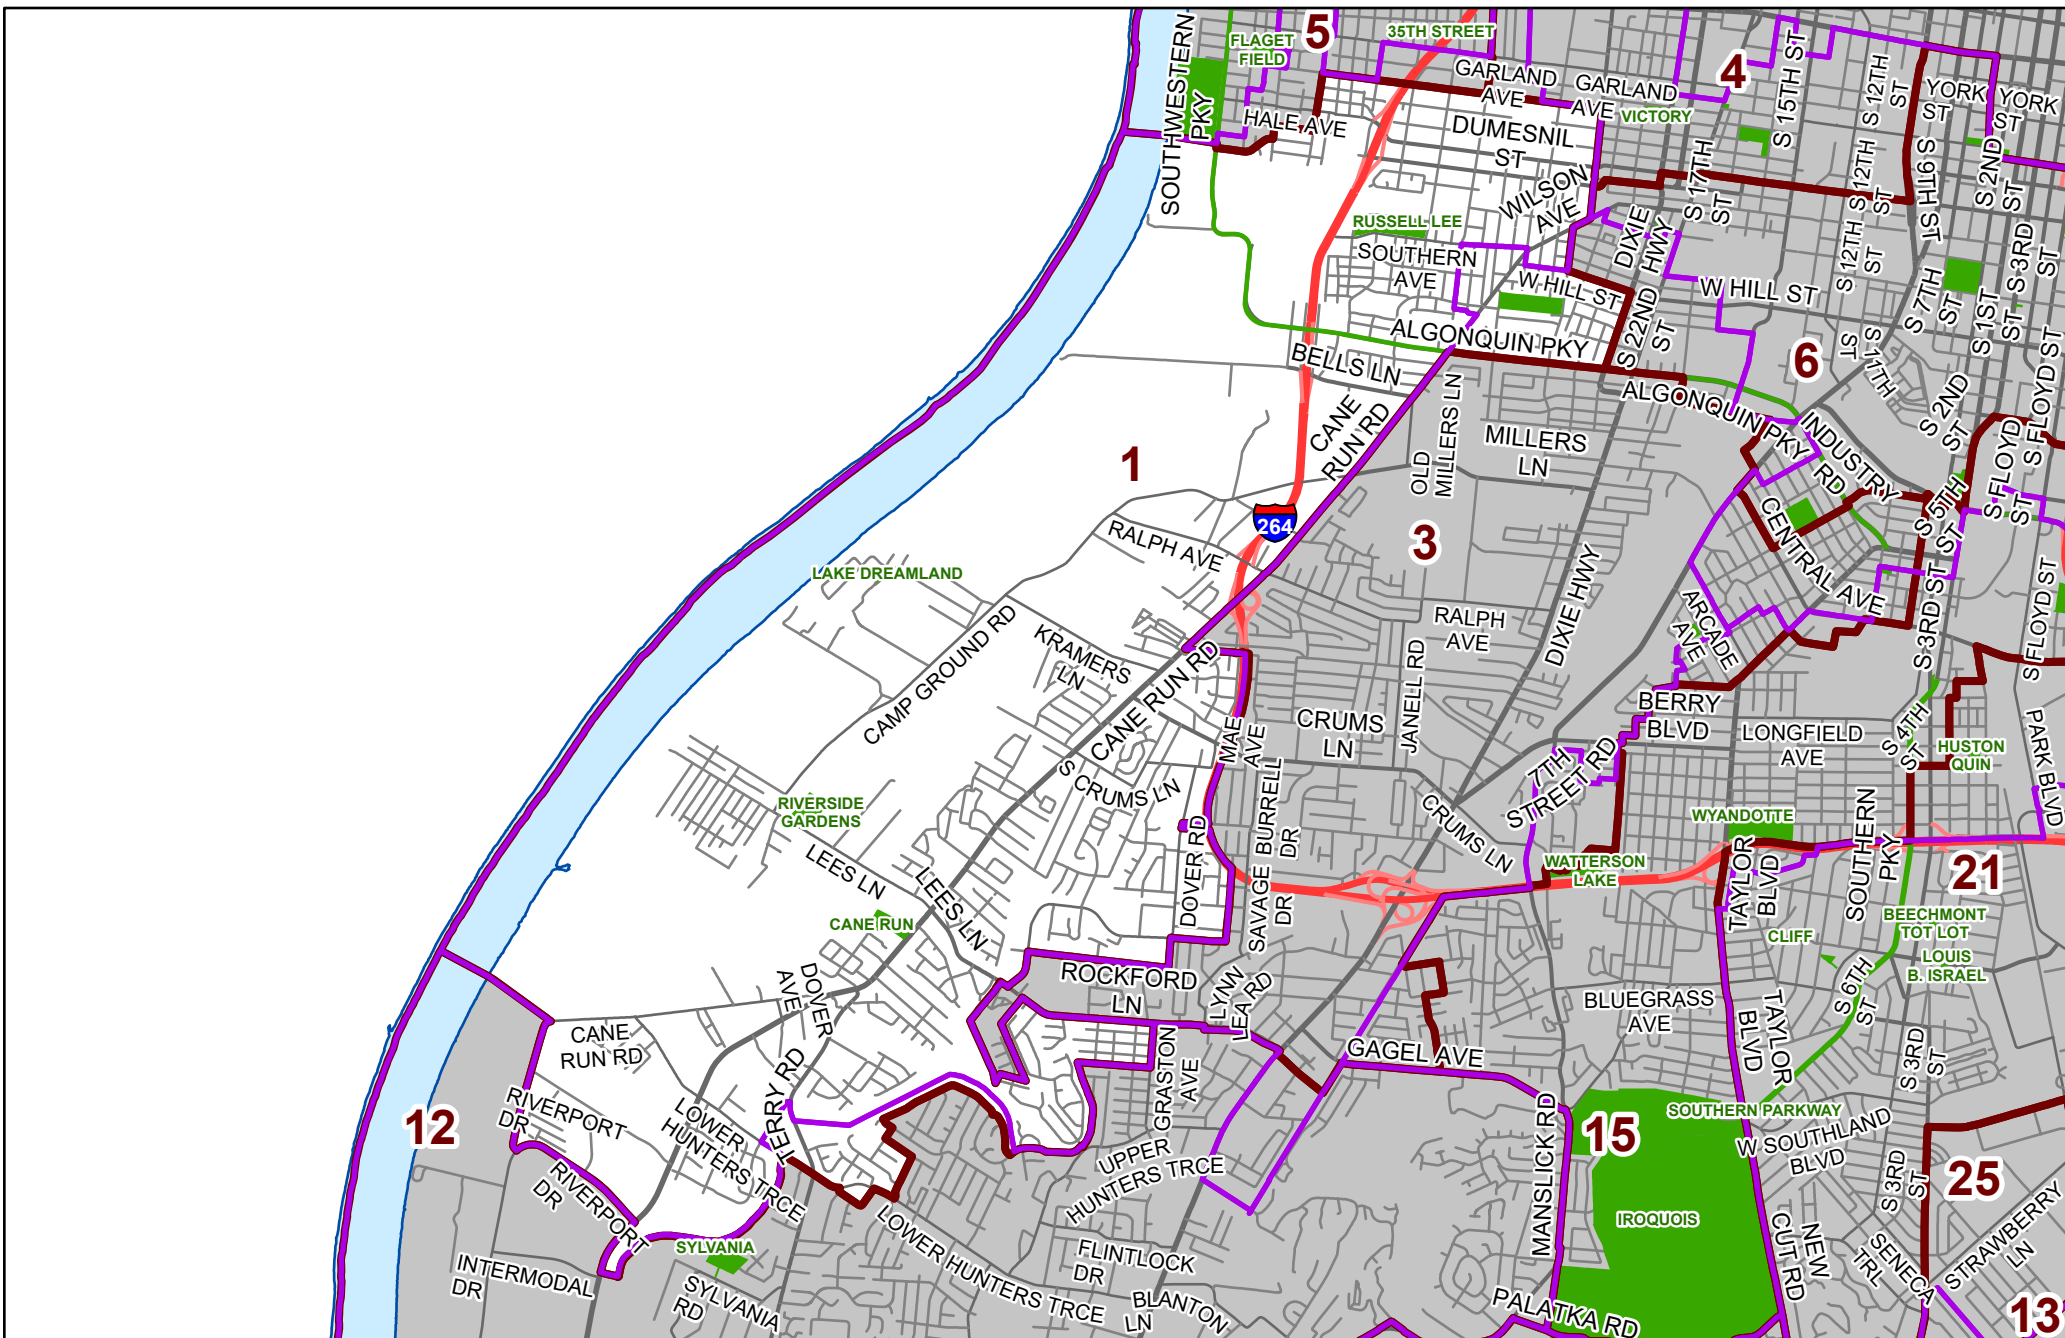 SOUTHWESTERN
PKY
FLAGET
FIELD
5
35TH STREET
GARLAND
AVE
GARLAND
AVE
VICTORY
4
S 15TH ST
S 12TH
ST
YORK
ST
YORK
ST
HALE AVE
DUMESNIL
ST
WILSON
AVE
S 17TH
ST
S 12TH
ST
S 9TH ST
S 2ND
ST
RUSSELL LEE
SOUTHERN
AVE
DIXIE
HWY
S 12TH
ST
S 3RD
ST
W HILL ST
W HILL ST
S 22ND
ST
S 7TH
ST
S 1ST
ST
S FLOYD ST
ALGONQUIN PKY
BELLS LN
6
S 11TH
ST
ALGONQUIN PKY
S 2ND
ST
CANE
RUN RD
OLD
MILLERS LN
MILLERS
LN
INDUSTRY
RD
S FLOYD
ST
1
264
3
CENTRAL AVE
S 5TH
ST
RALPH AVE
LAKE DREAMLAND
CAMP GROUND RD
KRAMERS
LN
CANE RUN RD
RALPH
AVE
DIXIE HWY
ARCADE
AVE
S 3RD ST
S FLOYD ST
JANELL RD
CRUMS
LN
MAE
AVE
BERRY
BLVD
LONGFIELD
AVE
S 4TH
ST
HUSTON
QUIN
PARK BLVD
S CRUMS LN
7TH
STREET RD
RIVERSIDE
GARDENS
LEES LN
LEES LN
DOVER RD
SAVAGE
DR
BURRELL
DR
CRUMS LN
WYANDOTTE
WATTERSON
LAKE
TAYLOR
BLVD
SOUTHERN
PKY
21
CANE RUN
BEECHMONT
TOT LOT
CLIFF
LOUIS
B. ISRAEL
DOVER
AVE
ROCKFORD
LN
LYNN
LEA RD
BLUEGRASS
AVE
S 6TH
ST
TAYLOR
BLVD
CANE
RUN RD
TERRY RD
GRASTON
AVE
GAGEL AVE
S 3RD
ST
12
RIVERPORT
DR
LOWER
HUNTERS TRCE
MANSLICK RD
SOUTHERN PARKWAY
15
W SOUTHLAND
BLVD
UPPER
HUNTERS TRCE
RIVERPORT
DR
S 3RD
ST
25
IROQUOIS
SYLVANIA
LOWER HUNTERS TRCE
FLINTLOCK
DR
NEW
CUT RD
SENECA
TRL
STRAWBERRY
LN
INTERMODAL
DR
SYLVANIA
RD
BLANTON
LN
PALATKA RD
13